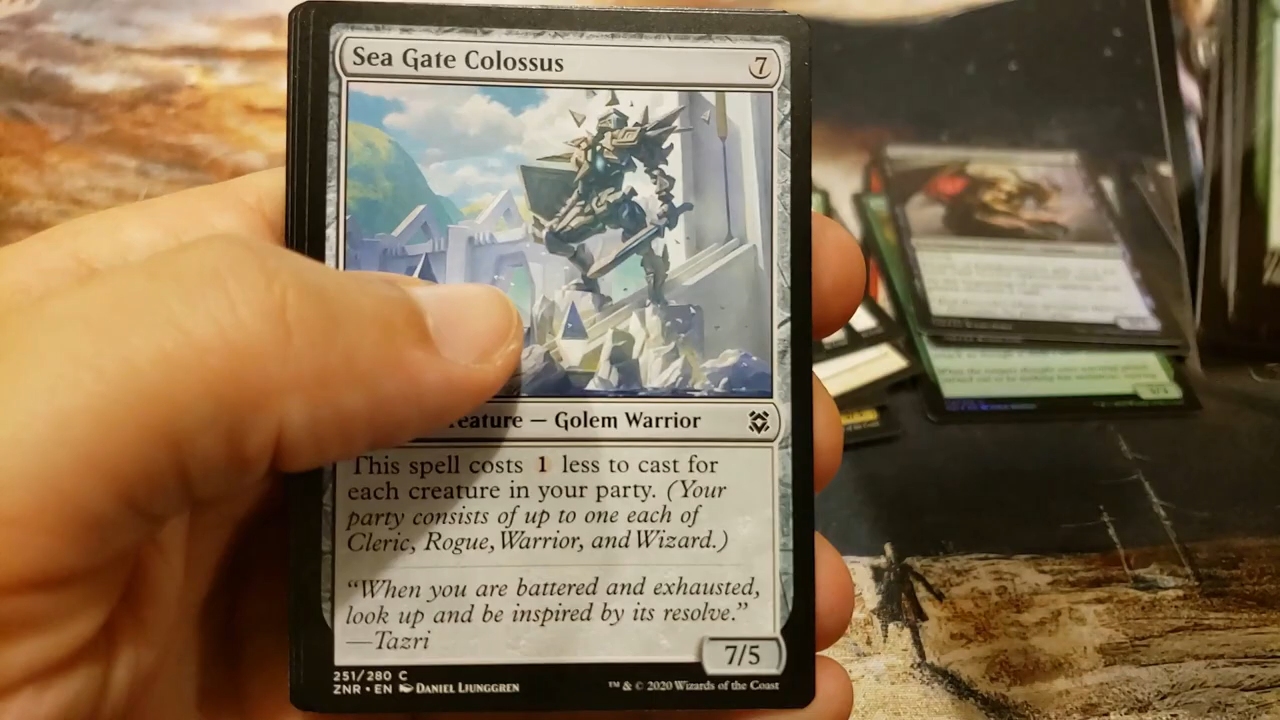 Sea Gate Colossus
7
eature — Golem Warrior
This spell costs 1 less to cast for
each creature in your party. (Your
party consists of up to one each of
Cleric, Rogue, Warrior, and Wizard.)
“When you are battered and exhausted,
look up and be inspired by its resolve.”
—Tazri
7/5
251/280 C
ZNR • EN DANIEL LJUNGGREN
™ & © 2020 Wizards of the Coast